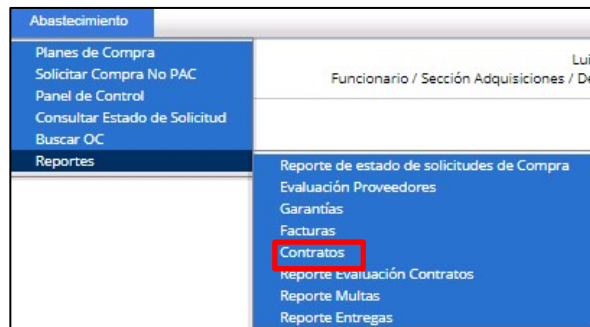 Abastecimiento
Planes de Compra
Solicitar Compra No PAC
Panel de Control
Consultar Estado de Solicitud
Buscar OC
Reportes
Lui
Funcionario / Sección Adquisiciones / De
Reporte de estado de solicitudes de Compra
Evaluación Proveedores
Garantías
Facturas
Contratos
Reporte Evaluación Contratos
Reporte Multas
Reporte Entregas